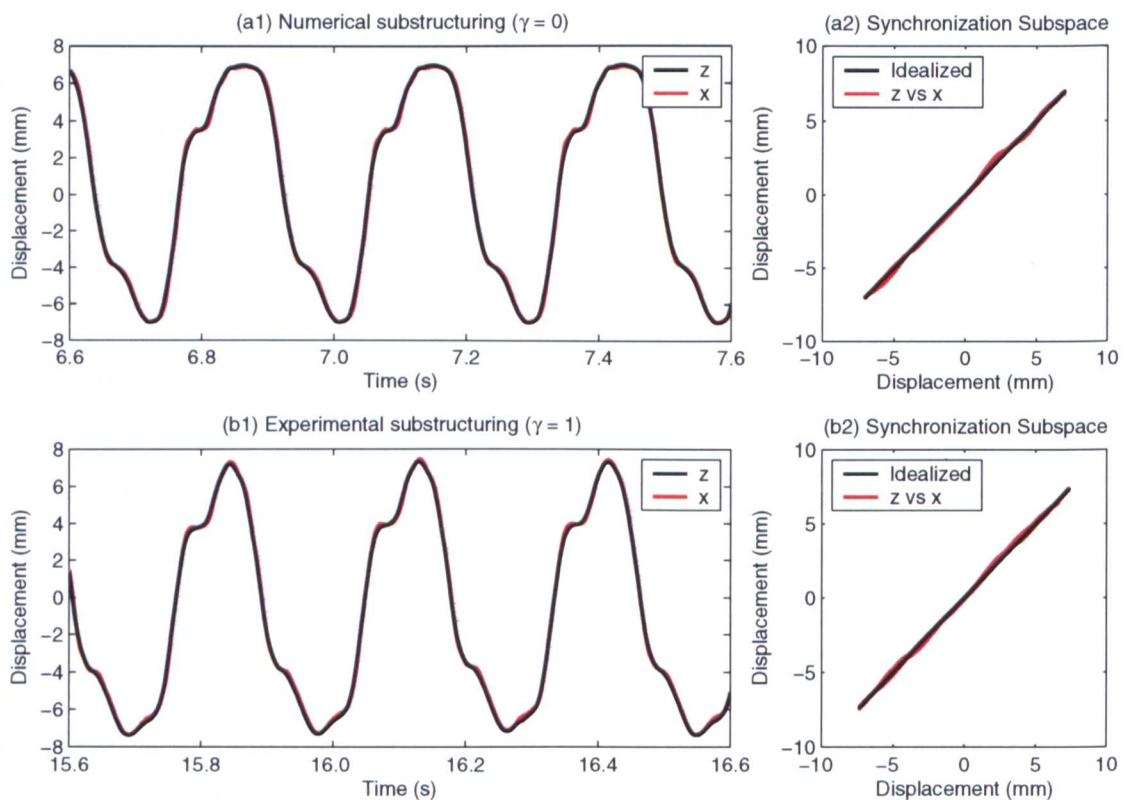 (a1) Numerical substructuring (γ = 0)
Displacement (mm)
8
6
4
2
0
−2
−4
−6
−8
z
x
6.6 6.8 7.0 7.2 7.4 7.6
Time (s)
(a2) Synchronization Subspace
Displacement (mm)
10
5
0
−5
−10
Idealized
z vs x
−10 −5 0 5 10
Displacement (mm)
(b1) Experimental substructuring (γ = 1)
Displacement (mm)
8
6
4
2
0
−2
−4
−6
−8
z
x
15.6 15.8 16.0 16.2 16.4 16.6
Time (s)
(b2) Synchronization Subspace
Displacement (mm)
10
5
0
−5
−10
Idealized
z vs x
−10 −5 0 5 10
Displacement (mm)